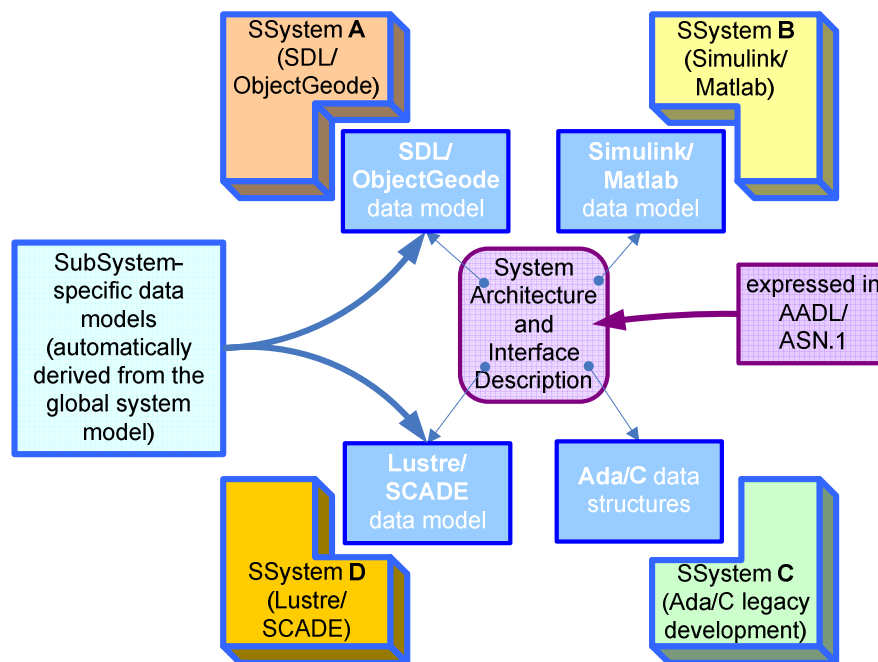 SSystem A
(SDL/
ObjectGeode)
SSystem B
(Simulink/
Matlab)
SDL/
ObjectGeode
data model
Simulink/
Matlab
data model
SubSystem-
specific data
models
(automatically
derived from the
global system
model)
System
Architecture
and
Interface
Description
expressed in
AADL/
ASN.1
Lustre/
SCADE
data model
Ada/C data
structures
SSystem D
(Lustre/
SCADE)
SSystem C
(Ada/C legacy
development)